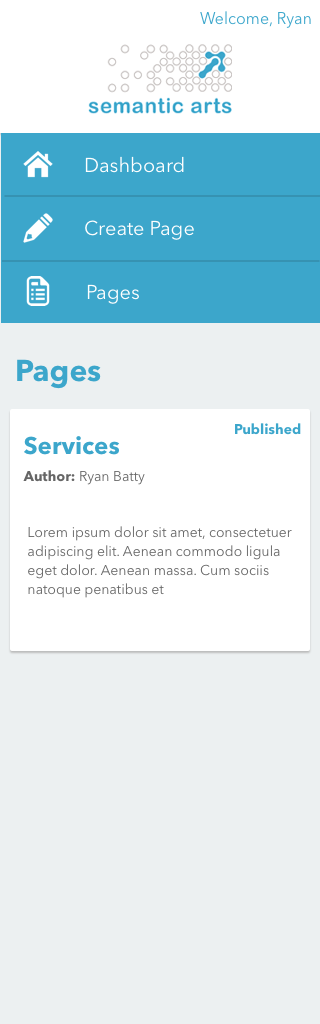 Welcome, Ryan
semantic arts
Dashboard
Create Page
Pages
Pages
Published
Services
Author: Ryan Batty
Lorem ipsum dolor sit amet, consectetuer
adipiscing elit. Aenean commodo ligula
eget dolor. Aenean massa. Cum sociis
natoque penatibus et